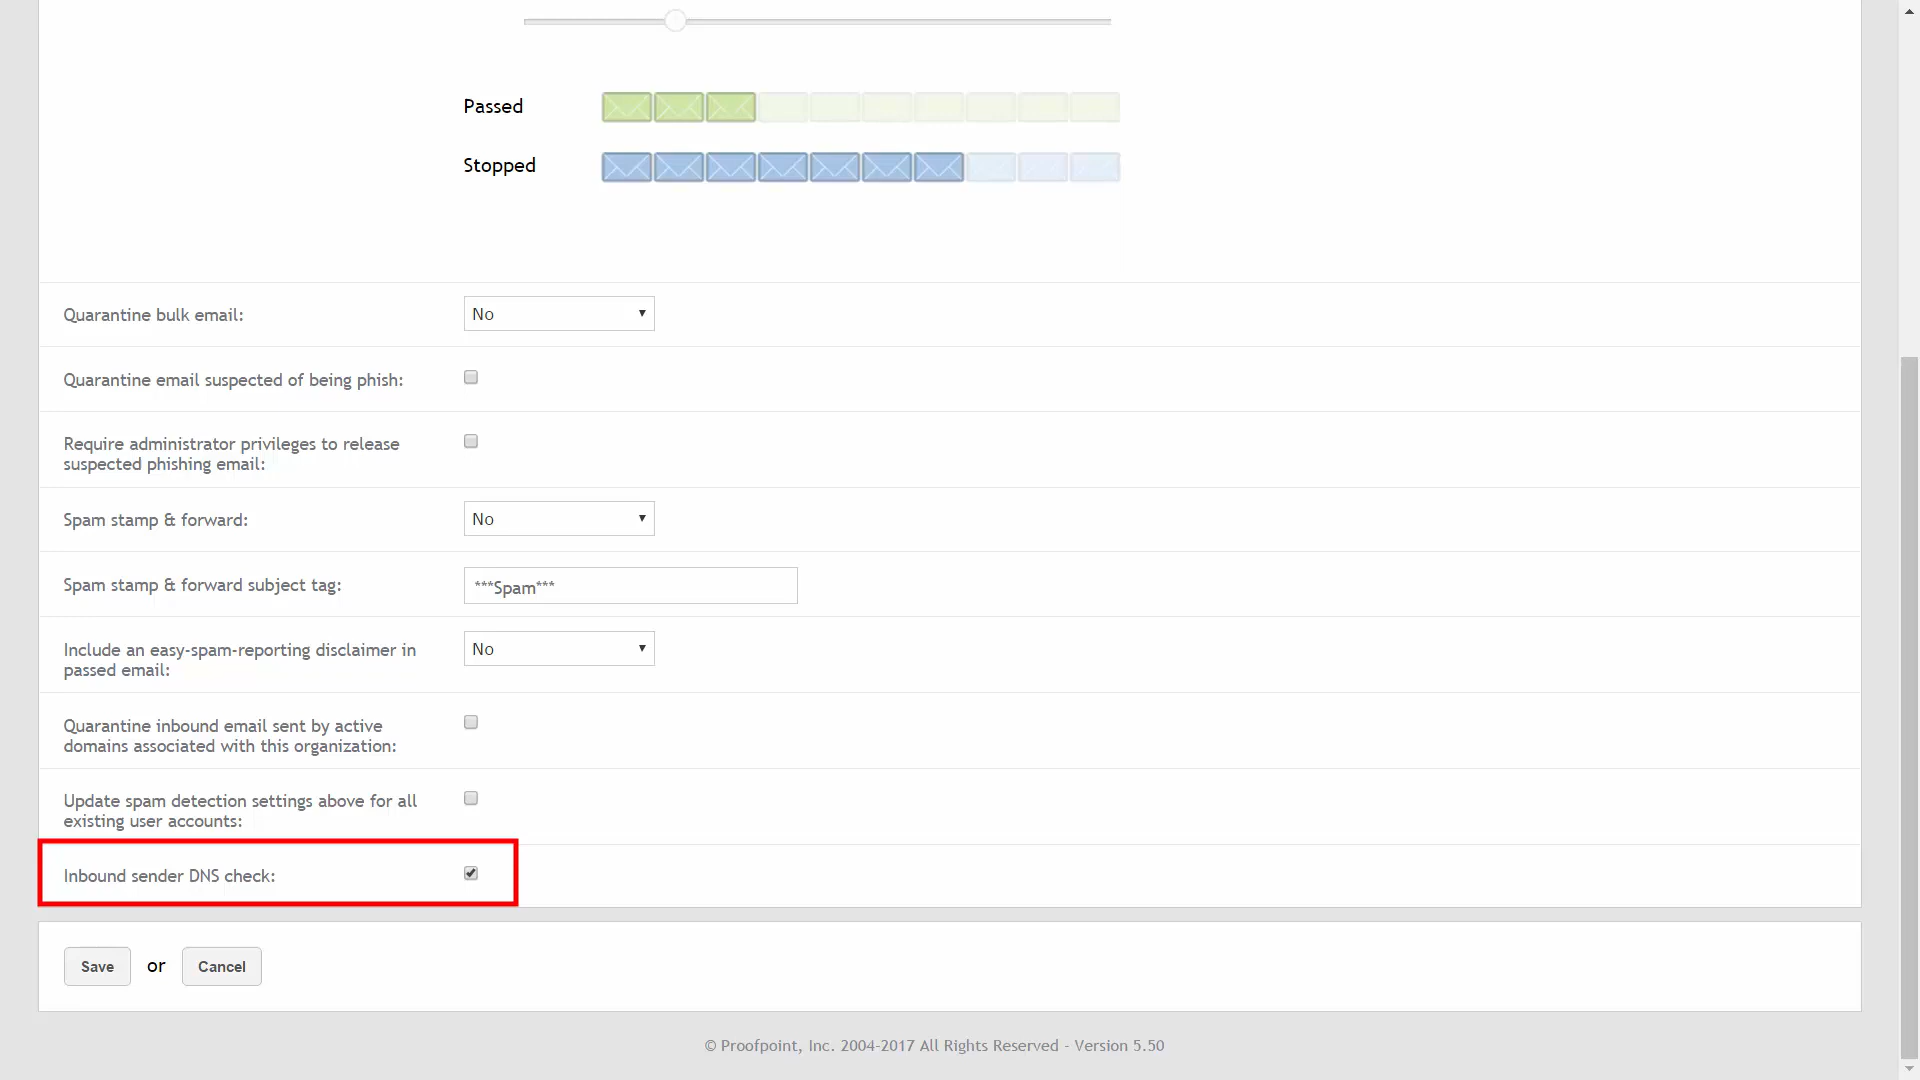 Passed
Stopped
Quarantine bulk email:
No
Quarantine email suspected of being phish:
Require administrator privileges to release
suspected phishing email:
Spam stamp & forward:
No
Spam stamp & forward subject tag:
***Spam***
Include an easy-spam-reporting disclaimer in
passed email:
No
Quarantine inbound email sent by active
domains associated with this organization:
Update spam detection settings above for all
existing user accounts:
Inbound sender DNS check:
Save or Cancel
© Proofpoint, Inc. 2004-2017 All Rights Reserved - Version 5.50